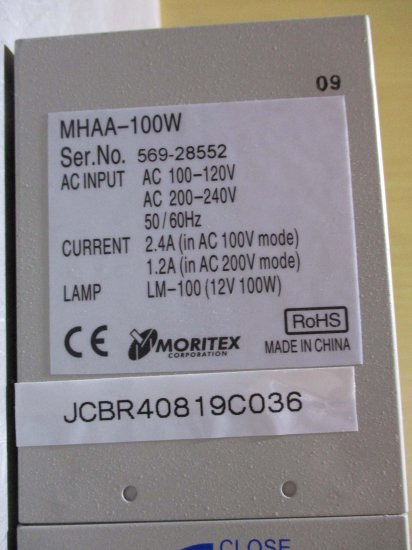 09
MHAA-100W
Ser.No. 569-28552
AC INPUT AC 100-120V
AC 200-240V
50/60Hz
CURRENT 2.4A (in AC 100V mode)
1.2A (in AC 200V mode)
LAMP LM-100 (12V 100W)
CE MORITEX CORPORATION RoHS
MADE IN CHINA
JCBR40819C036
CLOSE